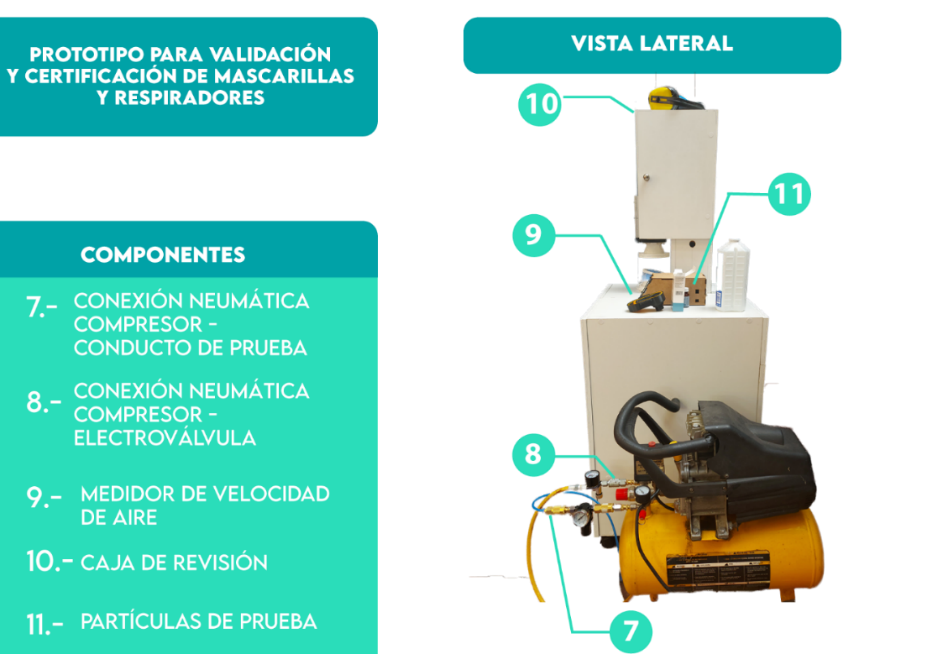 PROTOTIPO PARA VALIDACIÓN
Y CERTIFICACIÓN DE MASCARILLAS
Y RESPIRADORES
VISTA LATERAL
COMPONENTES
7.- CONEXIÓN NEUMÁTICA
COMPRESOR -
CONDUCTO DE PRUEBA
8.- CONEXIÓN NEUMÁTICA
COMPRESOR -
ELECTROVÁLVULA
9.- MEDIDOR DE VELOCIDAD
DE AIRE
10.- CAJA DE REVISIÓN
11.- PARTÍCULAS DE PRUEBA
10
11
9
8
7